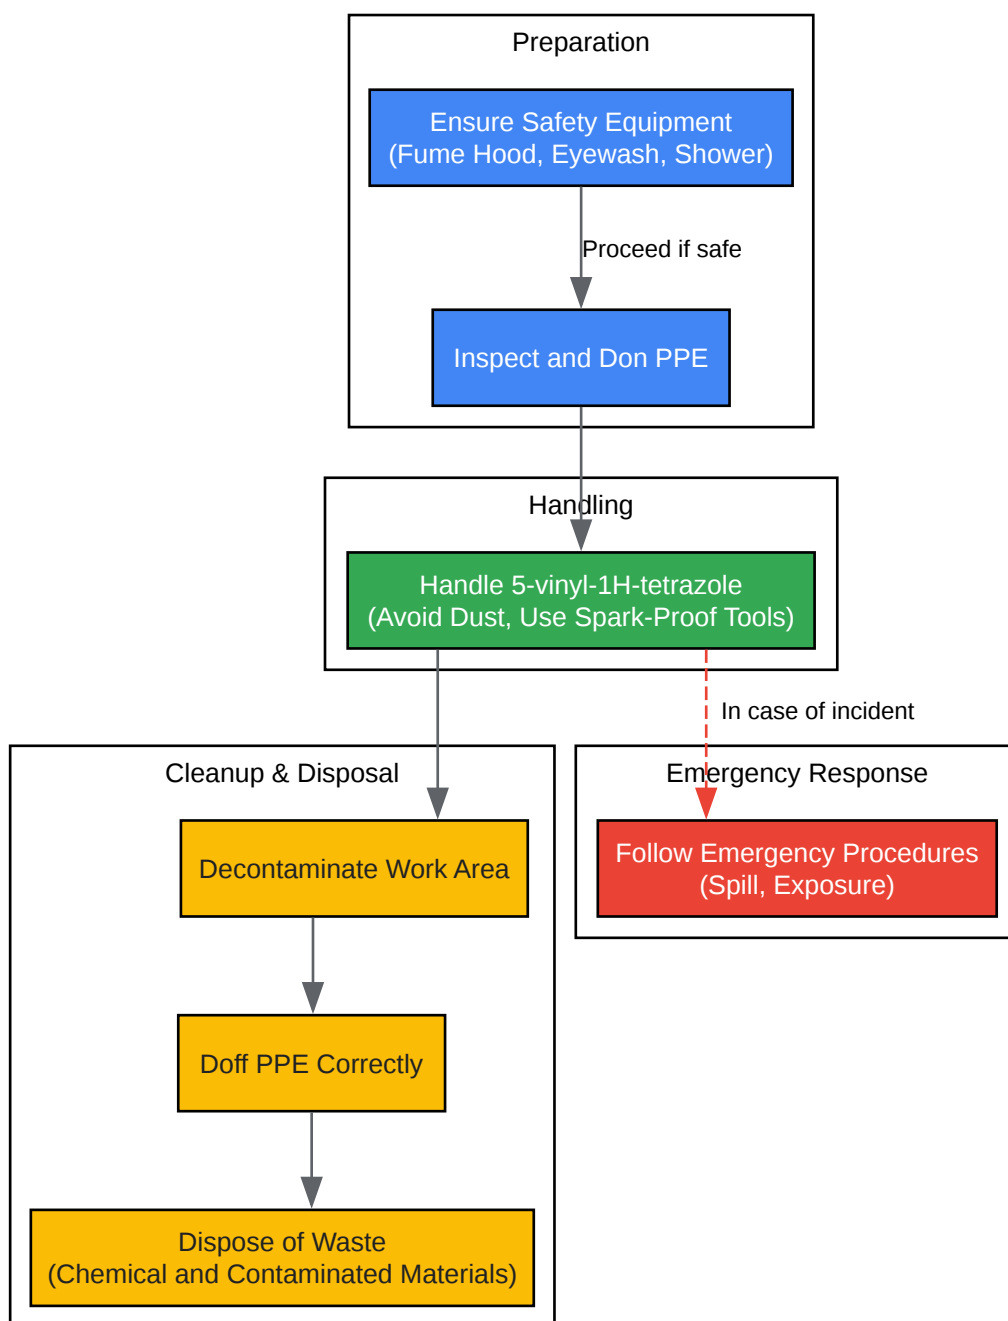 Preparation
Ensure Safety Equipment
(Fume Hood, Eyewash, Shower)
Proceed if safe
Inspect and Don PPE
Handling
Handle 5-vinyl-1H-tetrazole
(Avoid Dust, Use Spark-Proof Tools)
In case of incident
Cleanup & Disposal
Decontaminate Work Area
Doff PPE Correctly
Dispose of Waste
(Chemical and Contaminated Materials)
Emergency Response
Follow Emergency Procedures
(Spill, Exposure)